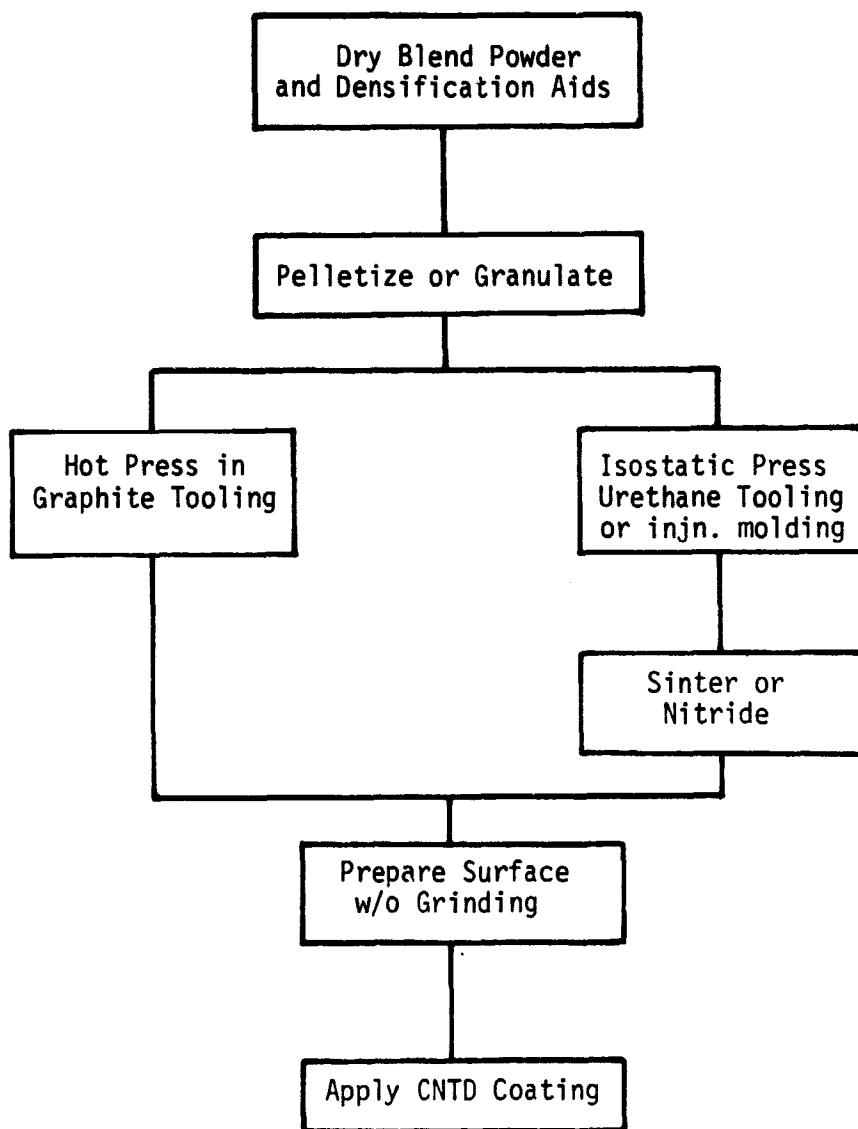 Dry Blend Powder
and Densification Aids
Pelletize or Granulate
Hot Press in
Graphite Tooling
Isostatic Press
Urethane Tooling
or injn. molding
Sinter or
Nitride
Prepare Surface
w/o Grinding
Apply CNTD Coating